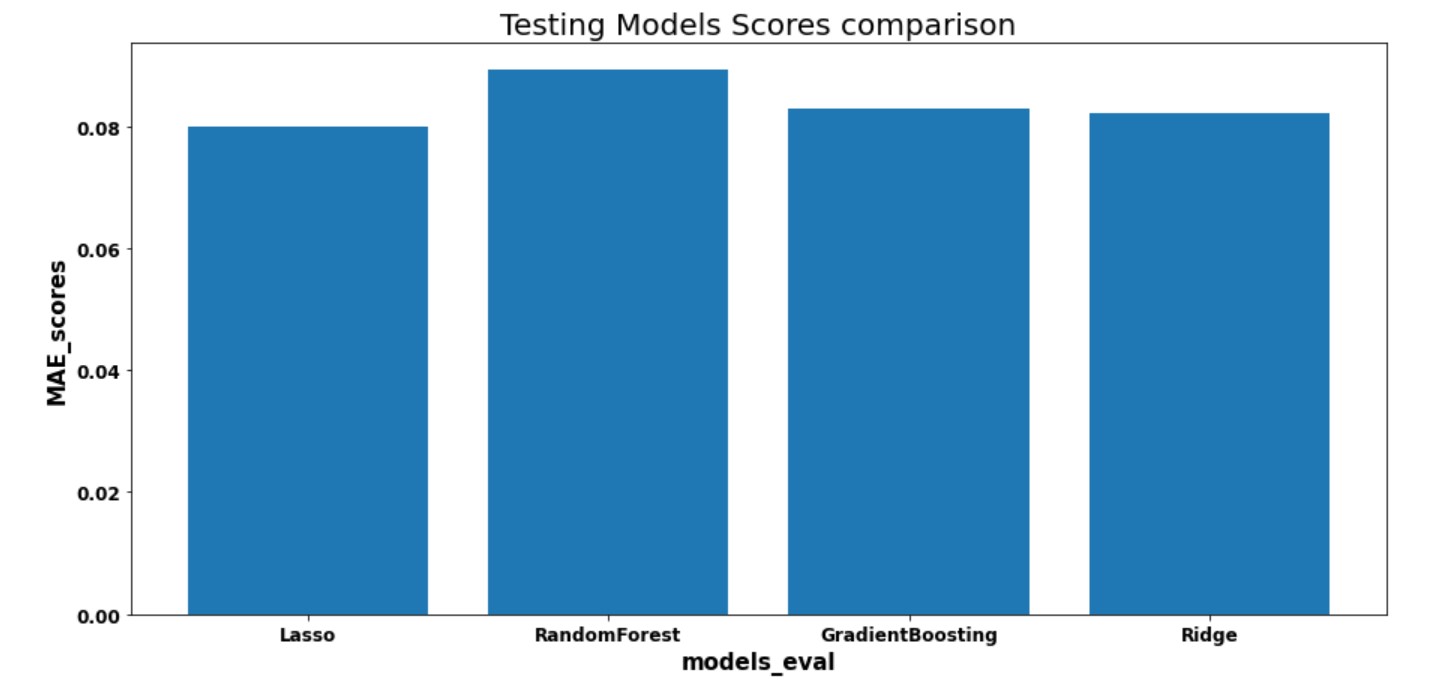 Testing Models Scores comparison
MAE_scores
0.08
0.06
0.04
0.02
0.00
Lasso RandomForest GradientBoosting Ridge
models_eval